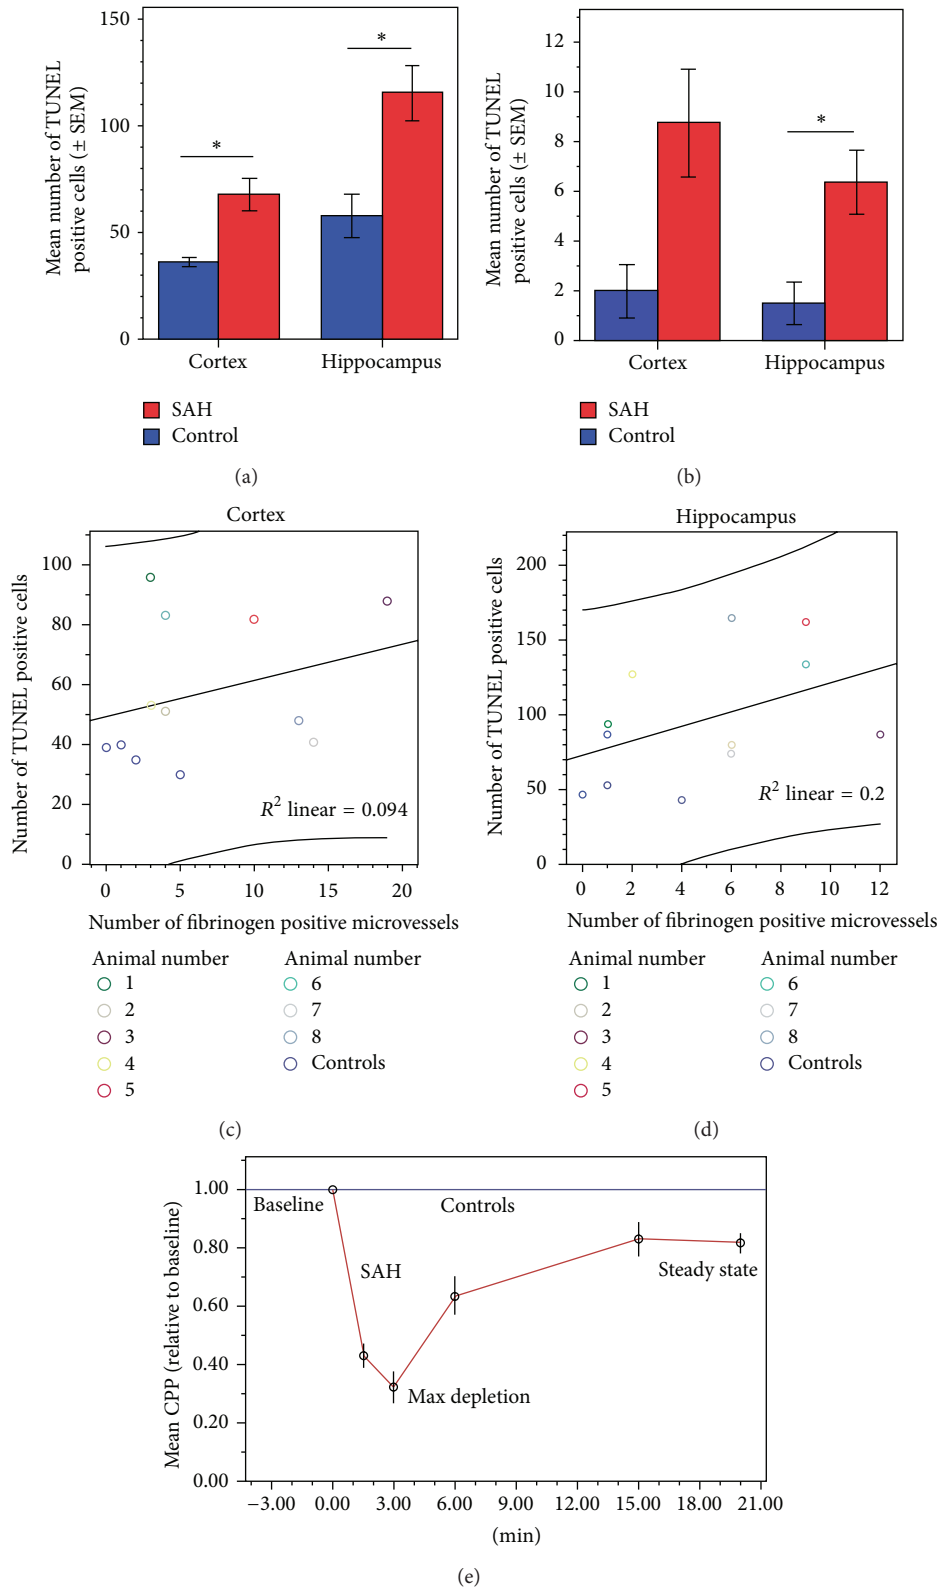 Mean number of TUNEL
positive cells (± SEM)
150
100
50
0
*
*
Cortex
Hippocampus
SAH
Control
(a)
Mean number of TUNEL
positive cells (± SEM)
12
10
8
6
4
2
0
*
Cortex
Hippocampus
SAH
Control
(b)
Cortex
Number of TUNEL positive cells
100
80
60
40
20
0
R² linear = 0.094
0 5 10 15 20
Number of fibrinogen positive microvessels
Animal number
1
2
3
4
5
Animal number
6
7
8
Controls
(c)
Hippocampus
Number of TUNEL positive cells
200
150
100
50
0
R² linear = 0.2
0 2 4 6 8 10 12
Number of fibrinogen positive microvessels
Animal number
1
2
3
4
5
Animal number
6
7
8
Controls
(d)
Mean CPP (relative to baseline)
1.00
0.80
0.60
0.40
0.20
0.00
Baseline
Controls
SAH
Steady state
Max depletion
−3.00 0.00 3.00 6.00 9.00 12.00 15.00 18.00 21.00
(min)
(e)